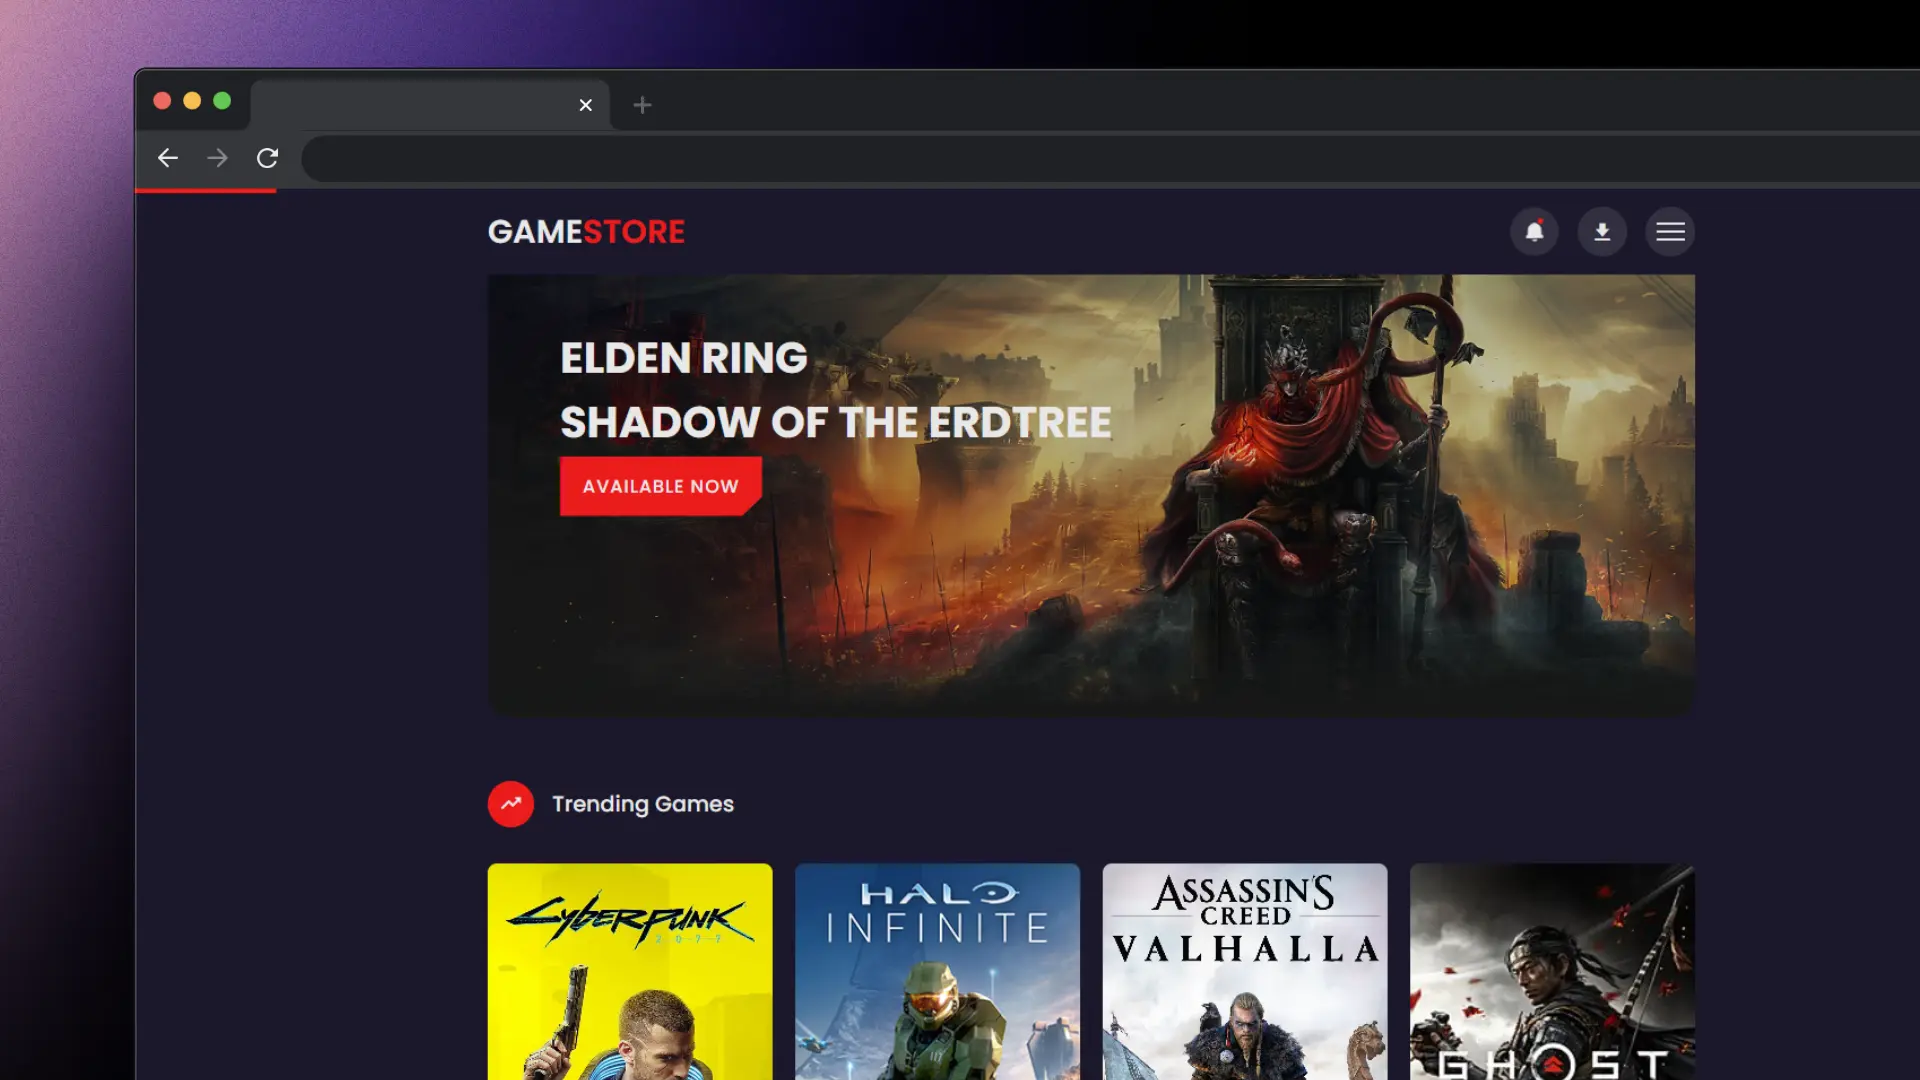 GAMESTORE
ELDEN RING
SHADOW OF THE ERDTREE
AVAILABLE NOW
Trending Games
CYBERPUNK
2077
HALO
INFINITE
ASSASSIN'S
CREED
VALHALLA
GHOST